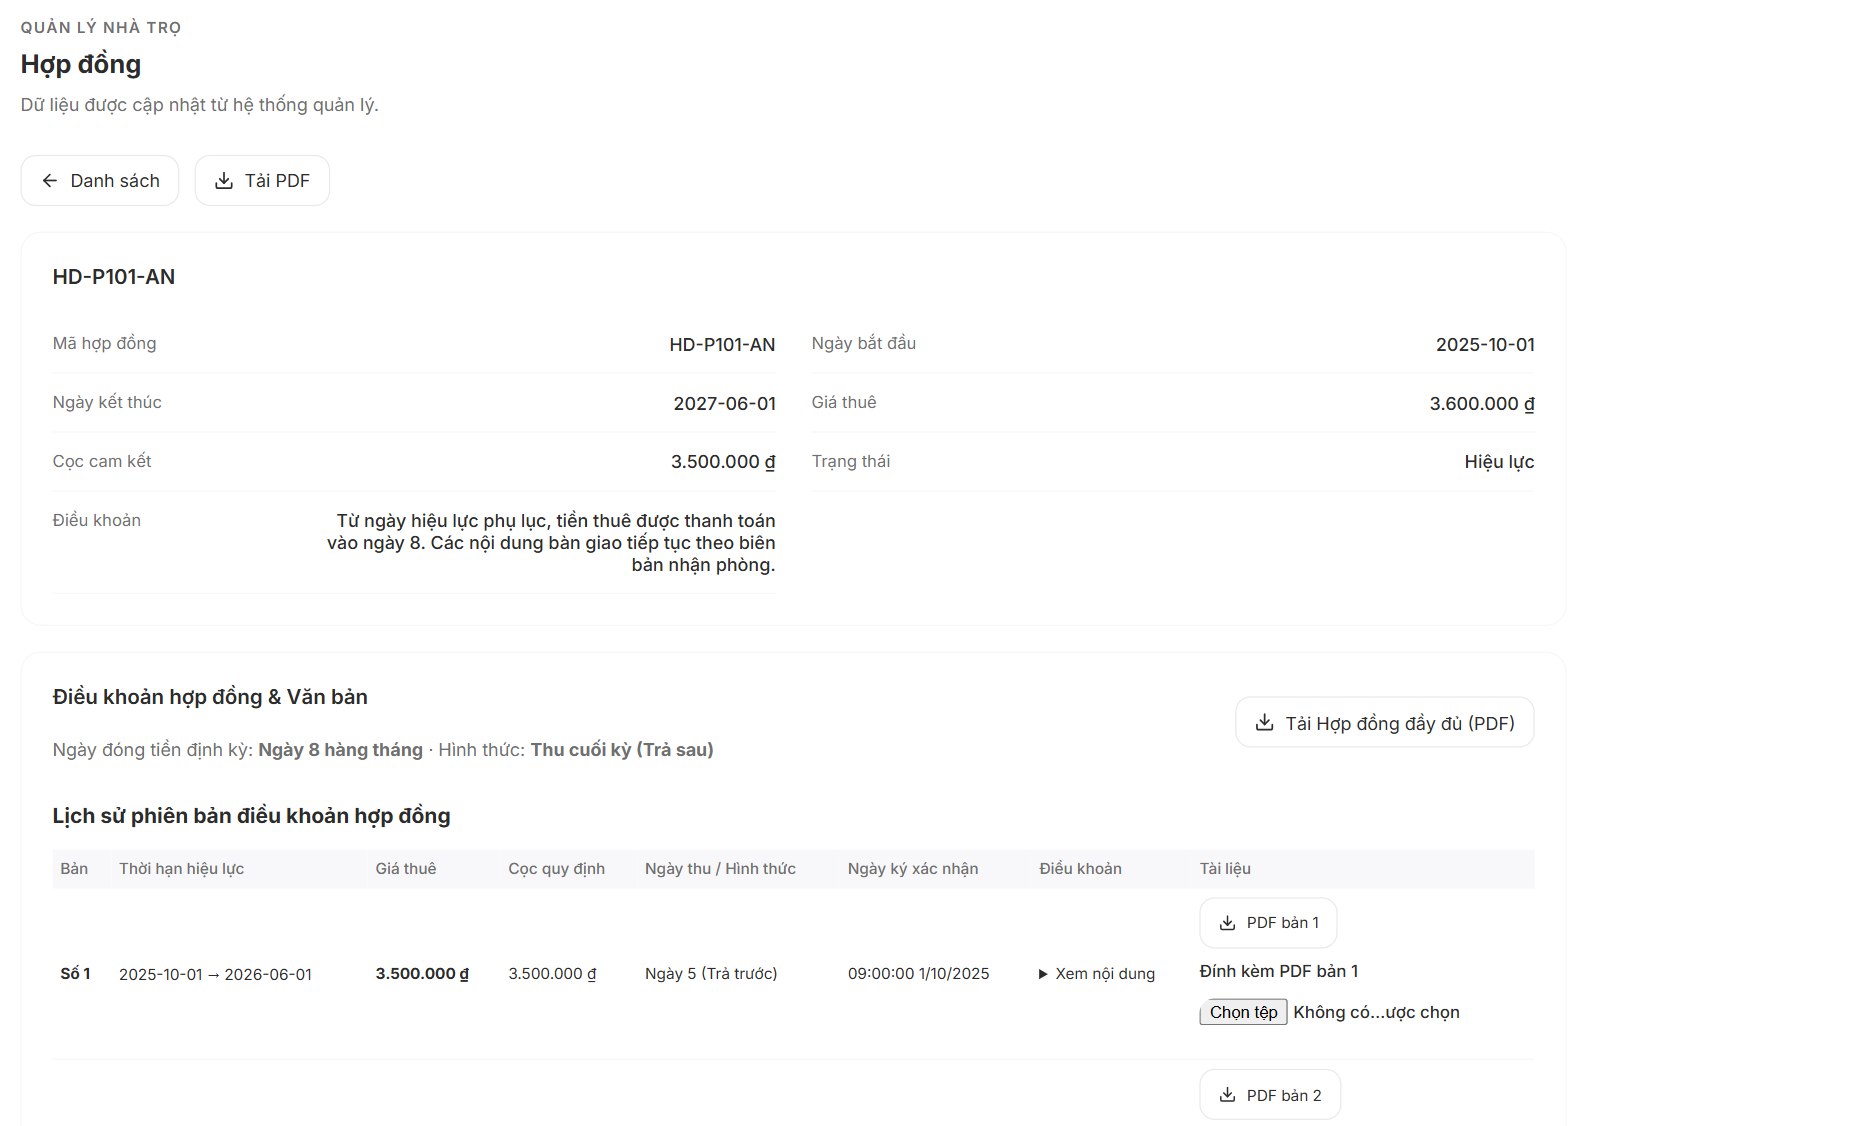 QUẢN LÝ NHÀ TRỌ
Hợp đồng
Dữ liệu được cập nhật từ hệ thống quản lý.
Danh sách
Tải PDF
HD-P101-AN
Mã hợp đồng
HD-P101-AN
Ngày bắt đầu
2025-10-01
Ngày kết thúc
2027-06-01
Giá thuê
3.600.000 ₫
Cọc cam kết
3.500.000 ₫
Trạng thái
Hiệu lực
Điều khoản
Từ ngày hiệu lực phụ lục, tiền thuê được thanh toán
vào ngày 8. Các nội dung bàn giao tiếp tục theo biên
bản nhận phòng.
Điều khoản hợp đồng & Văn bản
Tải Hợp đồng đầy đủ (PDF)
Ngày đóng tiền định kỳ: Ngày 8 hàng tháng · Hình thức: Thu cuối kỳ (Trả sau)
Lịch sử phiên bản điều khoản hợp đồng
Bản Thời hạn hiệu lực Giá thuê Cọc quy định Ngày thu / Hình thức Ngày ký xác nhận Điều khoản Tài liệu
PDF bản 1
Số 1 2025-10-01 → 2026-06-01 3.500.000 ₫ 3.500.000 ₫ Ngày 5 (Trả trước) 09:00:00 1/10/2025 ▶ Xem nội dung
Đính kèm PDF bản 1
Chọn tệp Không có...ược chọn
PDF bản 2